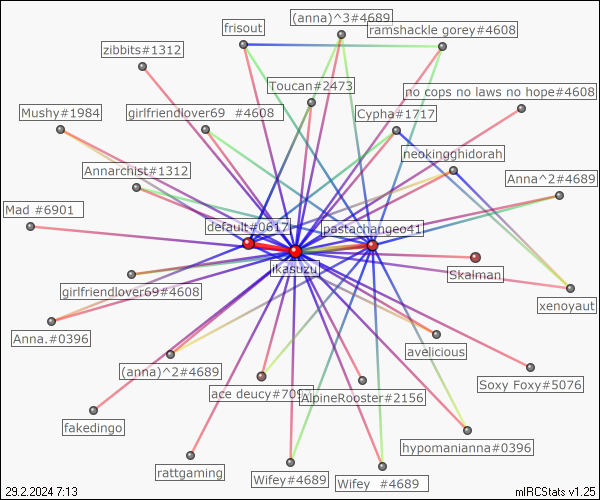 (anna)^3#4689
frisout
ramshackle gorey#4608
zibbits#1312
Toucan#2473
no cops no laws no hope#4608
Mushy#1984
girlfriendlover69 #4608
Cypha#1717
neokingghidorah
Annarchist#1312
Anna^2#4689
Mad #6901
default#0617
pastachangeo41
ikasuzu
Skalman
girlfriendlover69#4608
xenoyaut
Anna.#0396
avelicious
(anna)^2#4689
Soxy Foxy#5076
ace deucy#709
AlpineRooster#2156
fakedingo
hypomanianna#0396
rattgaming
Wifey#4689
Wifey #4689
29.2.2024 7:13
mIRCStats v1.25